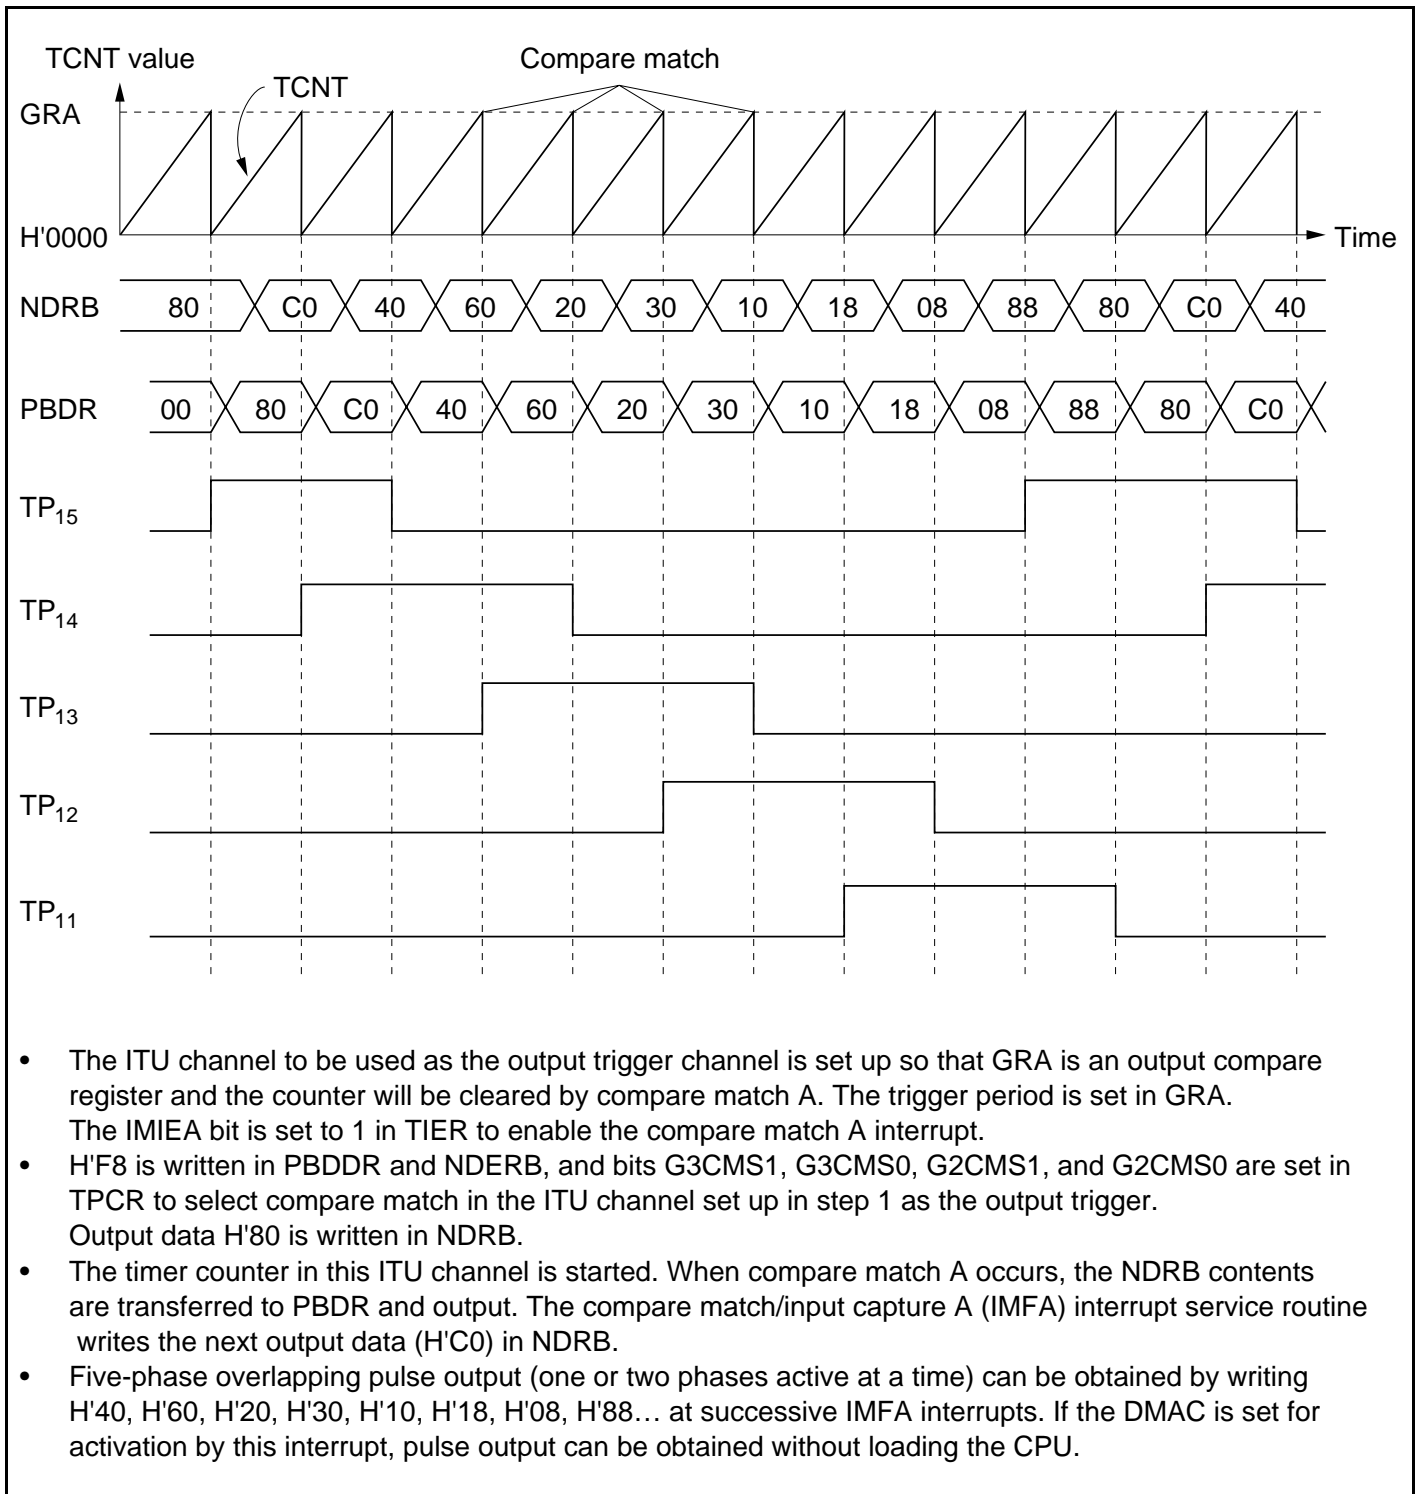 TCNT value
Compare match
TCNT
GRA
H'0000
Time
NDRB 80 C0 40 60 20 30 10 18 08 88 80 C0 40
PBDR 00 80 C0 40 60 20 30 10 18 08 88 80 C0
TP15
TP14
TP13
TP12
TP11
• The ITU channel to be used as the output trigger channel is set up so that GRA is an output compare
register and the counter will be cleared by compare match A. The trigger period is set in GRA.
The IMIEA bit is set to 1 in TIER to enable the compare match A interrupt.
• H'F8 is written in PBDDR and NDERB, and bits G3CMS1, G3CMS0, G2CMS1, and G2CMS0 are set in
TPCR to select compare match in the ITU channel set up in step 1 as the output trigger.
Output data H'80 is written in NDRB.
• The timer counter in this ITU channel is started. When compare match A occurs, the NDRB contents
are transferred to PBDR and output. The compare match/input capture A (IMFA) interrupt service routine
writes the next output data (H'C0) in NDRB.
• Five-phase overlapping pulse output (one or two phases active at a time) can be obtained by writing
H'40, H'60, H'20, H'30, H'10, H'18, H'08, H'88… at successive IMFA interrupts. If the DMAC is set for
activation by this interrupt, pulse output can be obtained without loading the CPU.